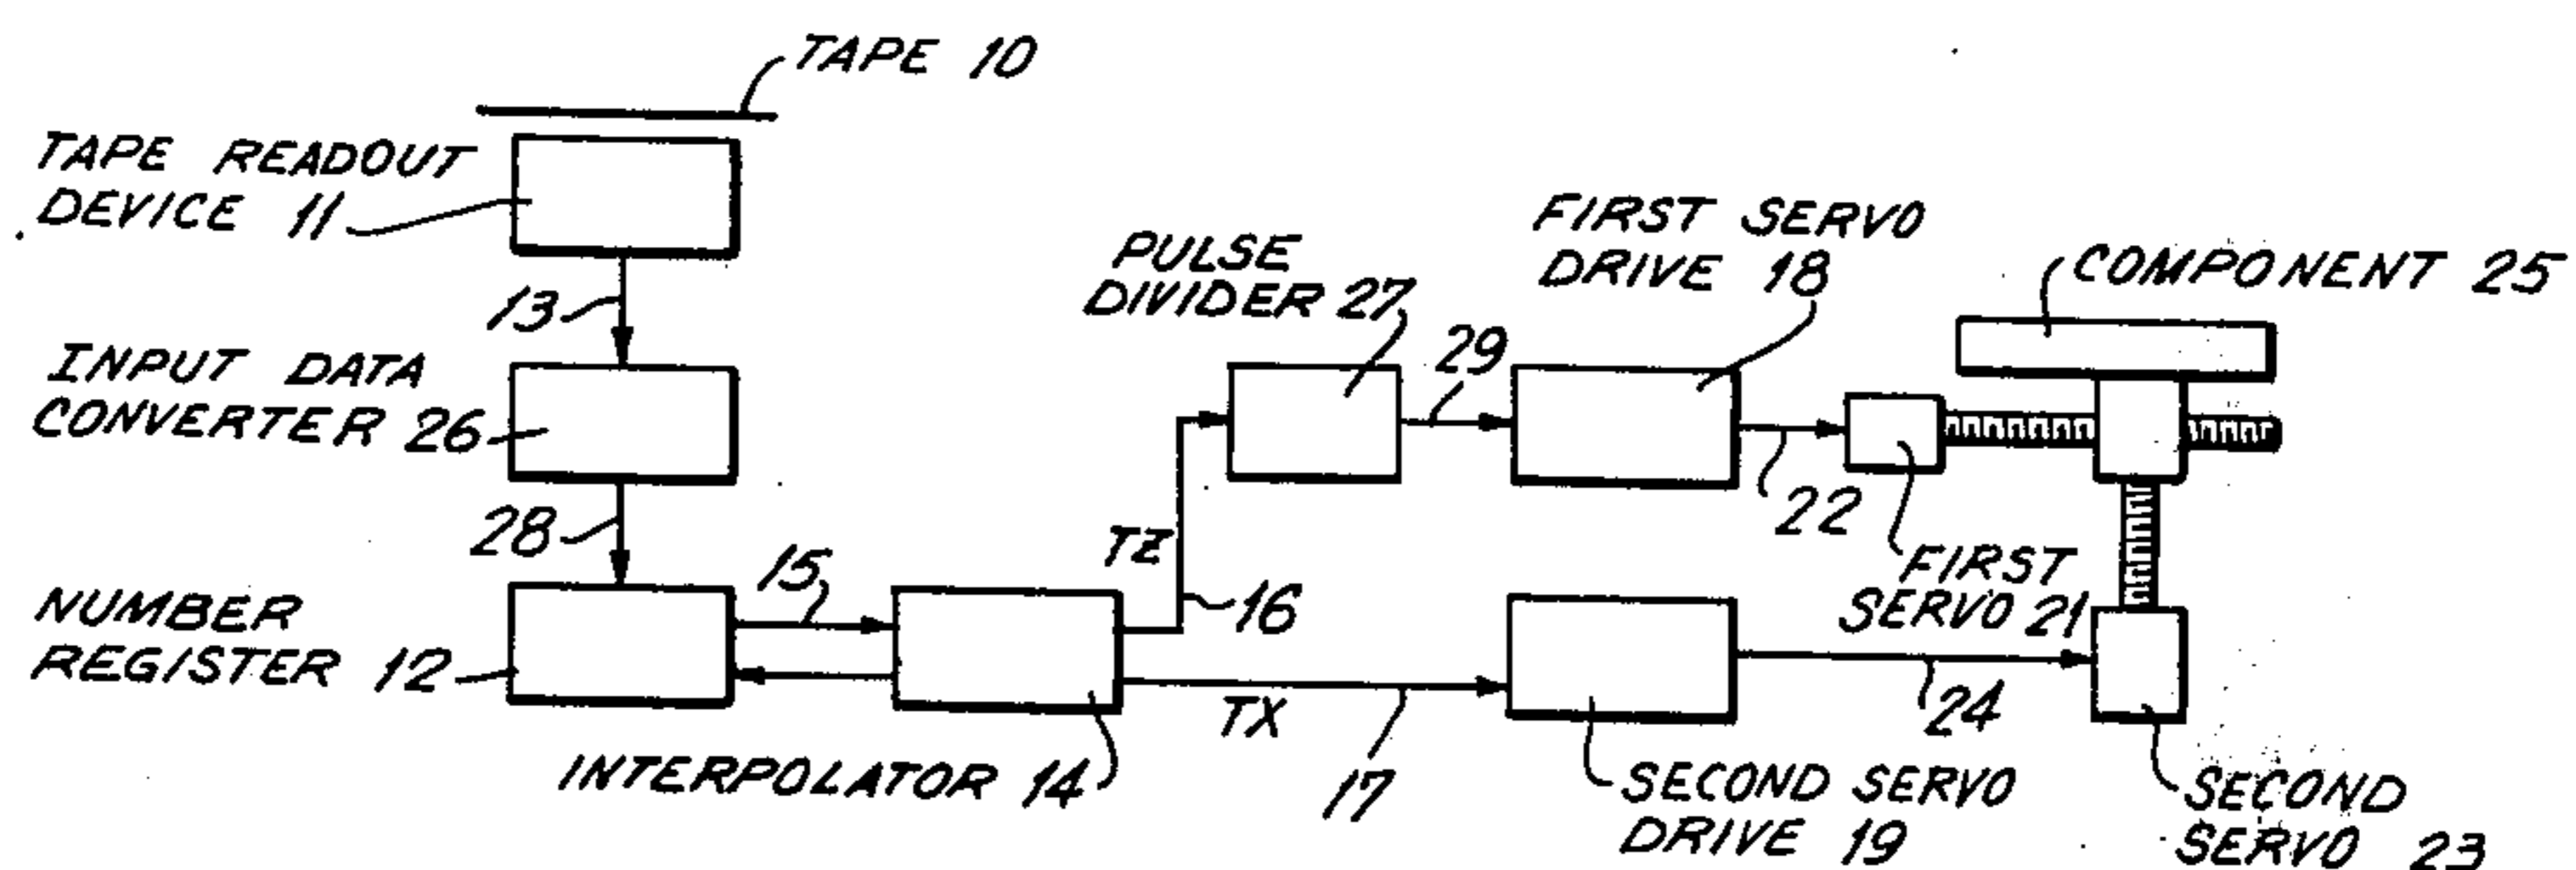 TAPE 10
TAPE READOUT
DEVICE 11
13
INPUT DATA
CONVERTER 26
28
NUMBER
REGISTER 12
15
INTERPOLATOR 14
TZ
16
TX
17
PULSE
DIVIDER 27
29
FIRST SERVO
DRIVE 18
22
FIRST
SERVO 21
COMPONENT 25
SECOND SERVO
DRIVE 19
24
SECOND
SERVO 23